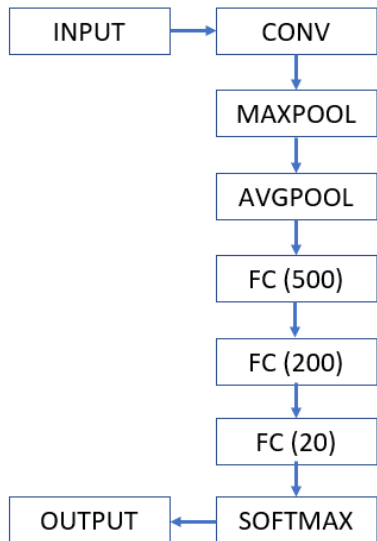 INPUT
CONV
MAXPOOL
AVGPOOL
FC (500)
FC (200)
FC (20)
SOFTMAX
OUTPUT